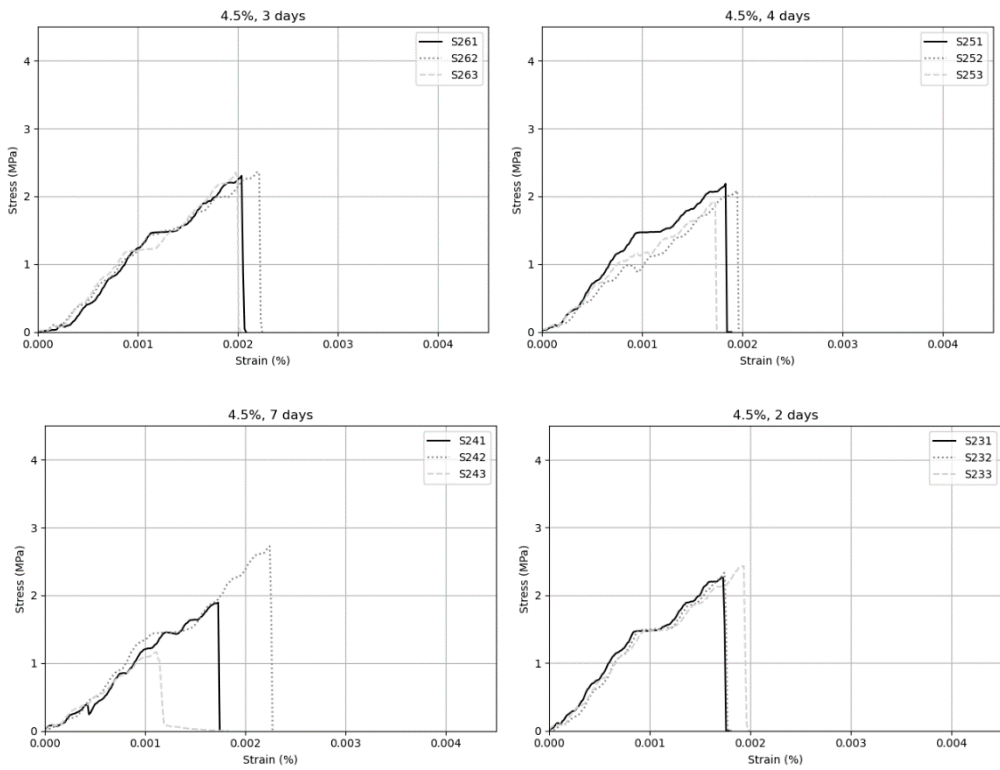 4.5%, 3 days
S261
S262
S263
Stress (MPa)
4
3
2
1
0
0.000 0.001 0.002 0.003 0.004
Strain (%)
4.5%, 4 days
S251
S252
S253
Stress (MPa)
4
3
2
1
0
0.000 0.001 0.002 0.003 0.004
Strain (%)
4.5%, 7 days
S241
S242
S243
Stress (MPa)
4
3
2
1
0
0.000 0.001 0.002 0.003 0.004
Strain (%)
4.5%, 2 days
S231
S232
S233
Stress (MPa)
4
3
2
1
0
0.000 0.001 0.002 0.003 0.004
Strain (%)